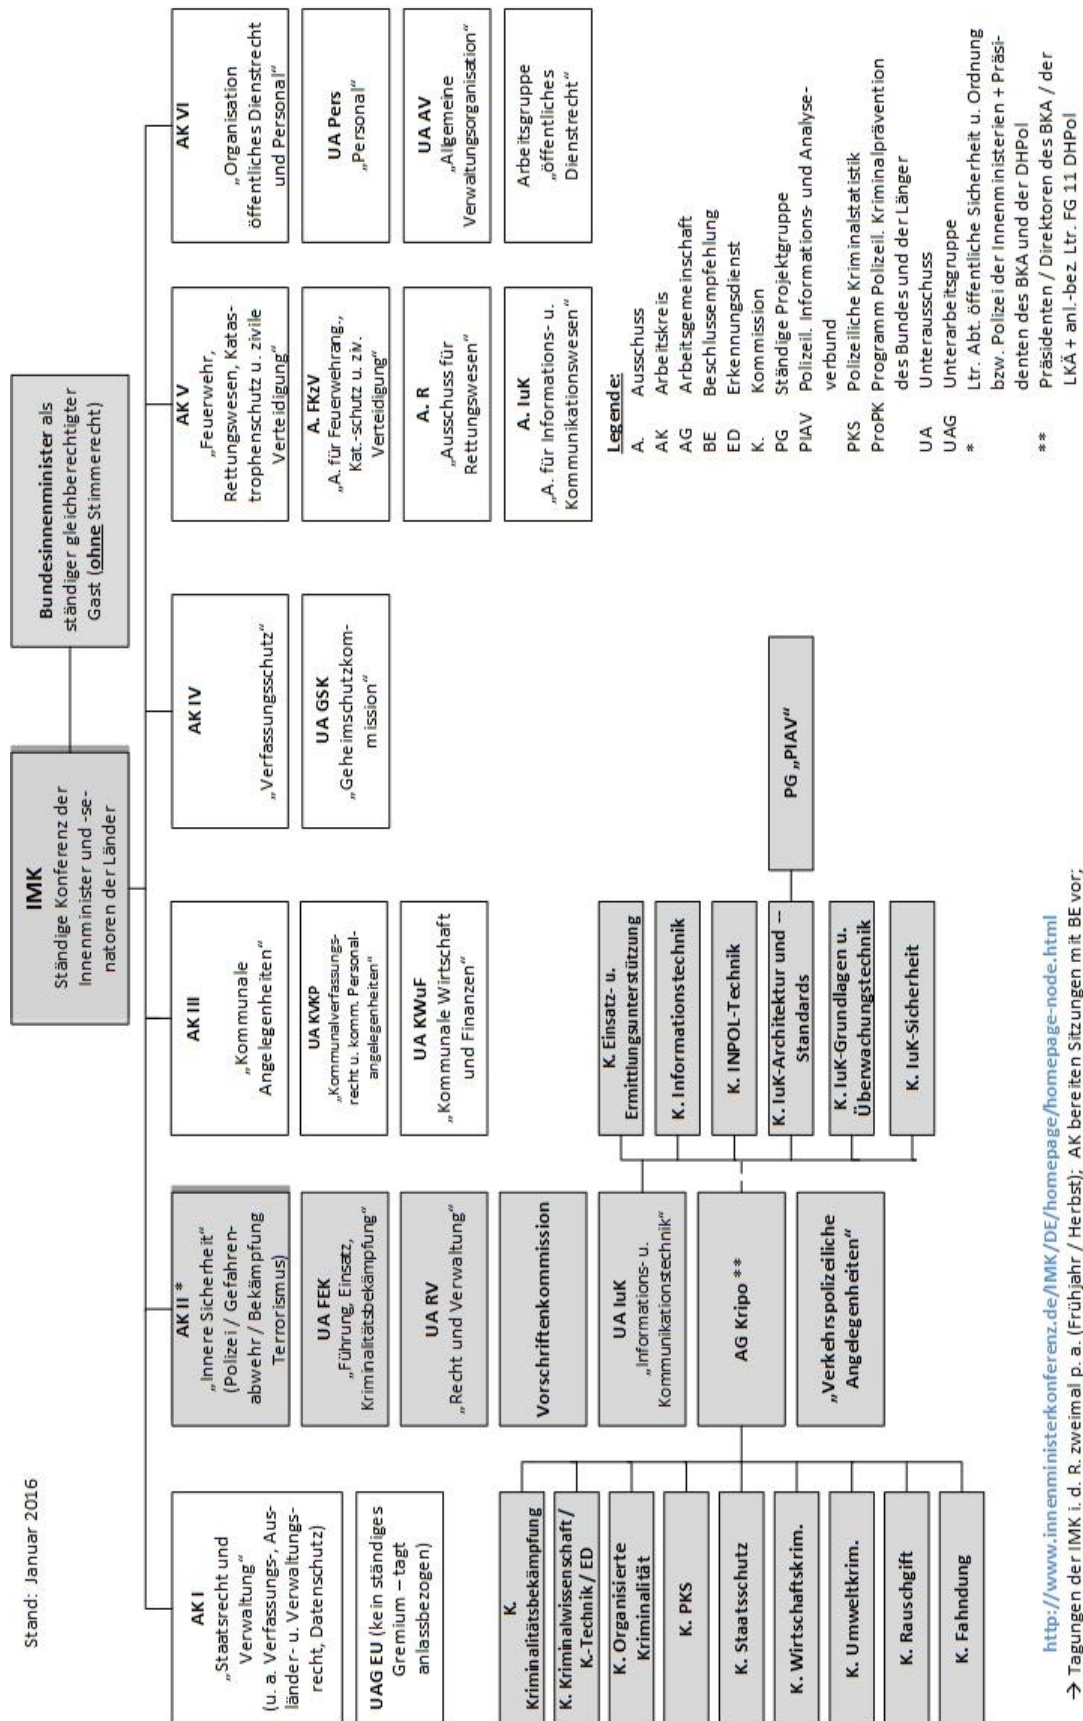 Stand: Januar 2016
IMK
Ständige Konferenz der
Innenminister und -se-
natoren der Länder
Bundesinnenminister als
ständiger gleichberechtigter
Gast (ohne Stimmerecht)
AK I
„Staatsrecht und
Verwaltung“
(u. a. Verfassungs-, Aus-
länder- u. Verwaltungs-
recht, Datenschutz)
UAG EU (kein ständiges
Gremium – tagt
anlassbezogen)
AK II *
„Innere Sicherheit“
(Polizei / Gefahren-
abwehr / Bekämpfung
Terrorismus)
UA FEK
„Führung, Einsatz,
Kriminalitätsbekämpfung“
UA RV
„Recht und Verwaltung“
Vorschriftenkommission
UA IuK
„Informations- u.
Kommunikationstechnik“
AG Kripo **
„Verkehrspolizeiliche
Angelegenheiten“
K.
Kriminalitätsbekämpfung
K. Kriminalwissenschaft /
K.-Technik / ED
K. Organisierte
Kriminalität
K. PKS
K. Staatsschutz
K. Wirtschaftskrim.
K. Umweltkrim.
K. Rauschgift
K. Fahndung
AK III
„Kommunale
Angelegenheiten“
UA KVKP
„Kommunalverfassungs-
recht u. komm. Personal-
angelegenheiten“
UA KWuF
„Kommunale Wirtschaft
und Finanzen“
K. Einsatz- u.
Ermittlungsunterstützung
K. Informationstechnik
K. INPOL-Technik
K. IuK-Architektur und --
Standards
K. IuK-Grundlagen u.
Überwachungstechnik
K. IuK-Sicherheit
PG „PIAV“
AK IV
„Verfassungsschutz“
UA GSK
„Geheimschutzkom-
mission“
AK V
„Feuerwehr,
Rettungswesen, Katas-
trophenschutz u. zivile
Verteidigung“
A. FKzV
„A. für Feuerwehrang.,
Kat.-schutz u. ziv.
Verteidigung“
A. R
„Ausschuss für
Rettungswesen“
A. IuK
„A. für Informations- u.
Kommunikationswesen“
AK VI
„Organisation
öffentliches Dienstrecht
und Personal“
UA Pers
„Personal“
UA AV
„Allgemeine
Verwaltungsorganisation“
Arbeitsgruppe
„öffentliches
Dienstrecht“
Legende:
A. Ausschuss
AK Arbeitskreis
AG Arbeitsgemeinschaft
BE Beschlussempfehlung
ED Erkennungsdienst
K. Kommission
PG Ständige Projektgruppe
PIAV Polizeil. Informations- und Analyse-
verbund
PKS Polizeiliche Kriminalstatistik
ProPK Programm Polizeil. Kriminalprävention
des Bundes und der Länger
UA Unterausschuss
UAG Unterarbeitsgruppe
* Ltr. Abt. öffentliche Sicherheit u. Ordnung
bzw. Polizei der Innenministerien + Präsi-
denten des BKA und der DHPol
** Präsidenten / Direktoren des BKA / der
LKÄ + anl.-bez. Ltr. FG 11 DHPol
http://www.innenministerkonferenz.de/IMK/DE/homepage/homepage-node.html
→ Tagungen der IMK i. d. R. zweimal p. a. (Frühjahr / Herbst); AK bereiten Sitzungen mit BE vor;